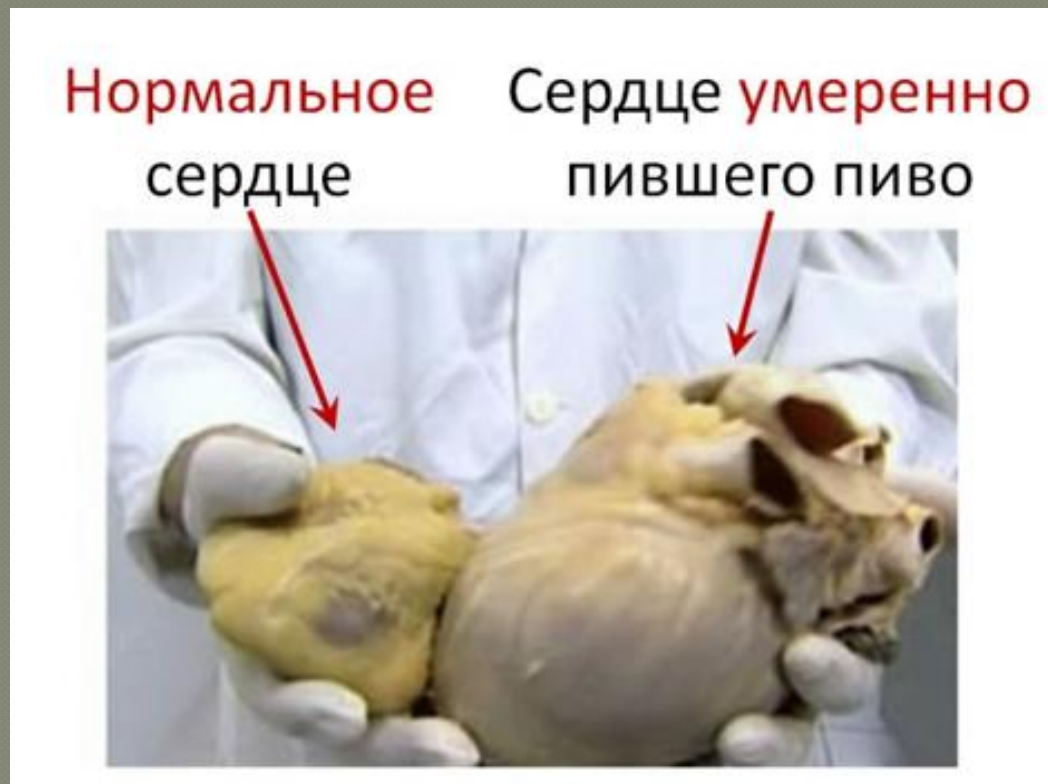 Нормальное
сердце
Сердце умеренно
пившего пиво